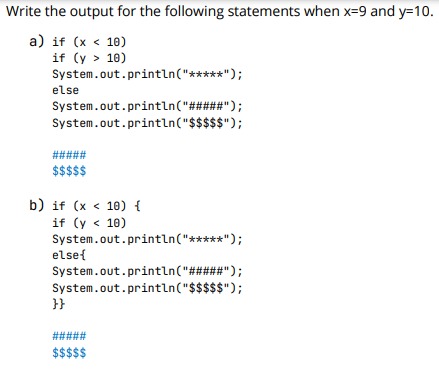 Write the output for the following statements when x=9 and y=10.
a) if (x < 10)
if (y > 10)
System.out.println("*****");
else
System.out.println("#####");
System.out.println("$$$$$");
#####
$$$$$
b) if (x < 10) {
if (y < 10)
System.out.println("*****");
else{
System.out.println("#####");
System.out.println("$$$$$");
}}
#####
$$$$$